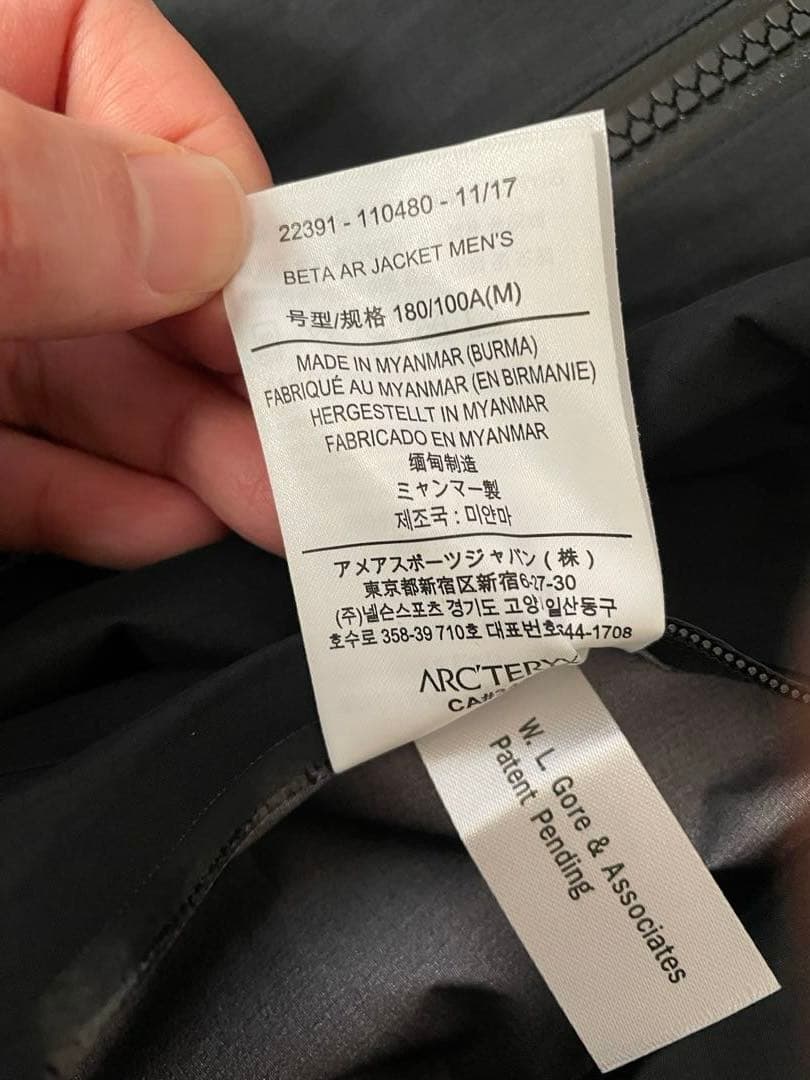 22391 - 110480 - 11/17
BETA AR JACKET MEN'S
号型/规格 180/100A(M)
MADE IN MYANMAR (BURMA)
FABRIQUÉ AU MYANMAR (EN BIRMANIE)
HERGESTELLT IN MYANMAR
FABRICADO EN MYANMAR
缅甸制造
ミャンマー製
제조국 : 미얀마
アメアスポーツジャパン ( 株 )
東京都新宿区新宿6-27-30
(주)넬슨스포츠 경기도 고양 일산동구
호수로 358-39 710호 대표번호:344-1708
ARC'TERYX
CA#
W. L. Gore & Associates
Patent Pending